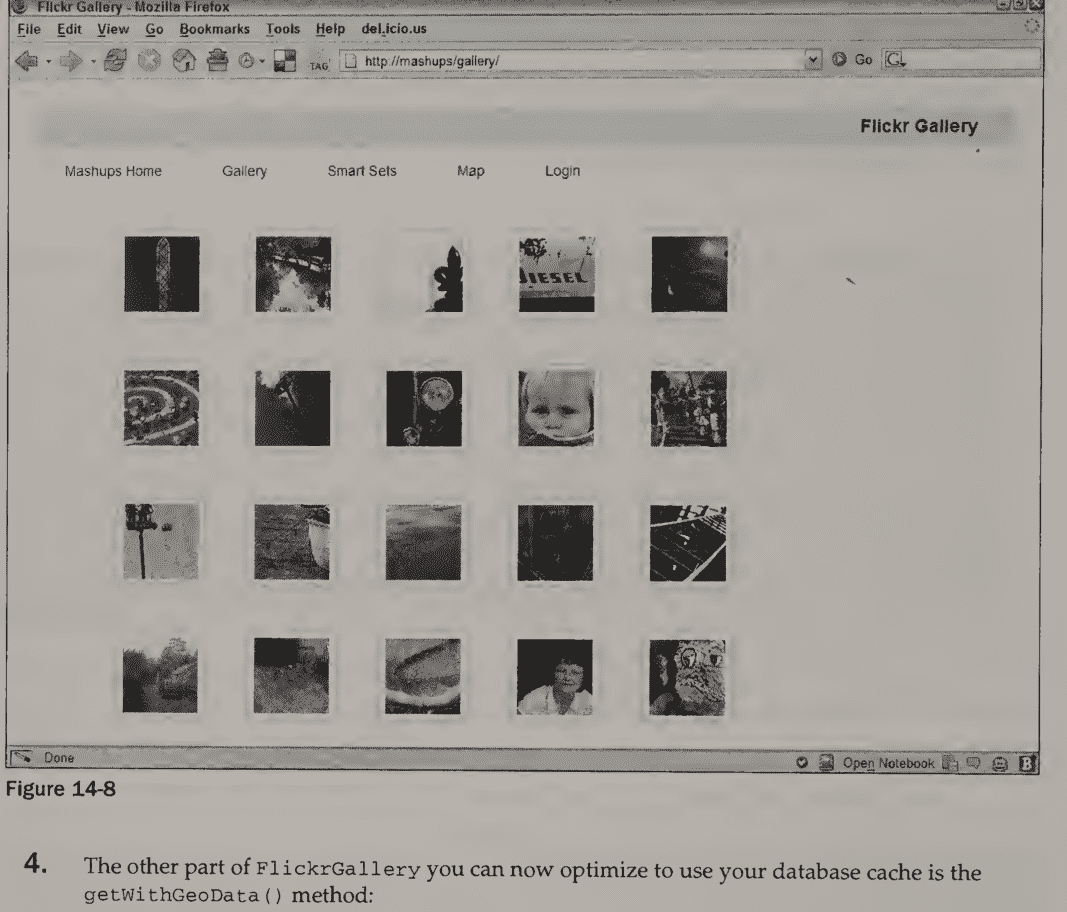 Flickr Gallery - Mozilla Firefox
File Edit View Go Bookmarks Tools Help del.icio.us
TAG http://mashups/gallery/ Go G
Flickr Gallery
Mashups Home Gallery Smart Sets Map Login
DIESEL
Done Open Notebook B
Figure 14-8
4. The other part of FlickrGallery you can now optimize to use your database cache is the
getWithGeoData() method: